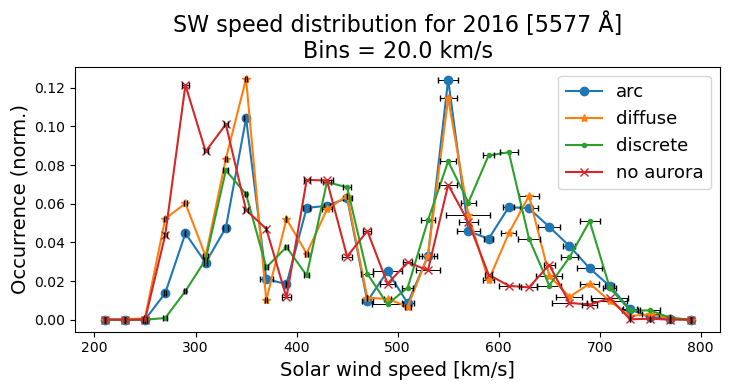 SW speed distribution for 2016 [5577 Å]
Bins = 20.0 km/s
Occurrence (norm.)
0.12
0.10
0.08
0.06
0.04
0.02
0.00
arc
diffuse
discrete
no aurora
200 300 400 500 600 700 800
Solar wind speed [km/s]